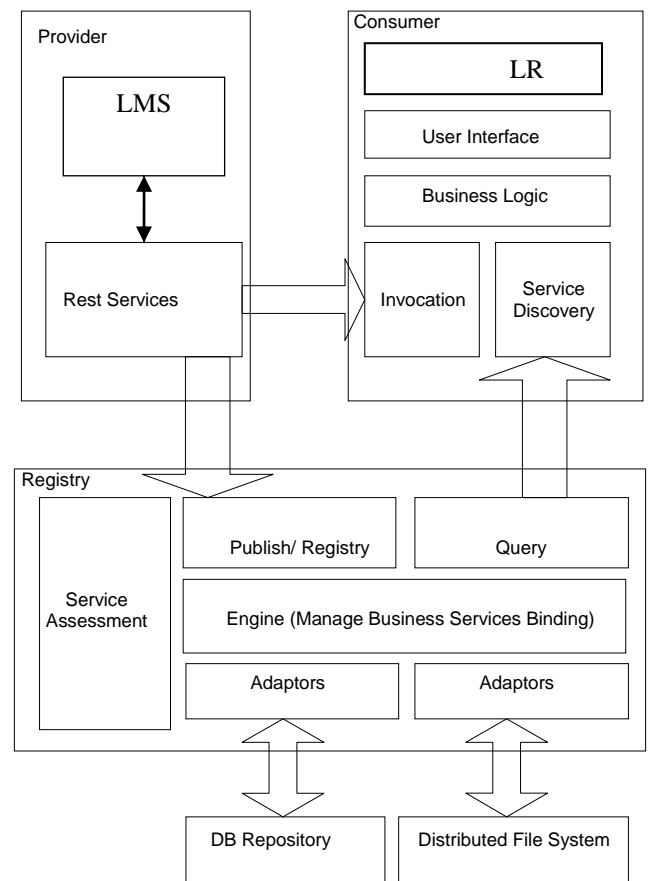 Provider
LMS
Rest Services
Consumer
LR
User Interface
Business Logic
Invocation
Service
Discovery
Registry
Service
Assessment
Publish/ Registry
Query
Engine (Manage Business Services Binding)
Adaptors
Adaptors
DB Repository
Distributed File System